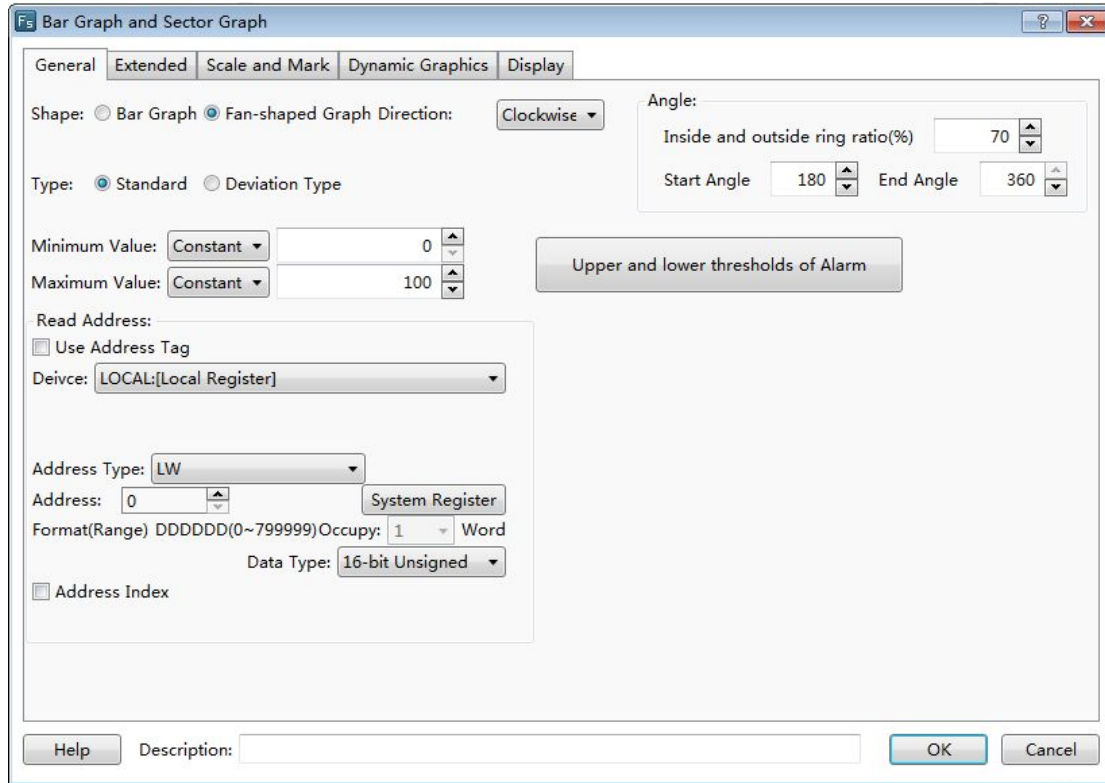 Fs Bar Graph and Sector Graph ?
General Extended Scale and Mark Dynamic Graphics Display
Shape: Bar Graph Fan-shaped Graph Direction: Clockwise
Angle:
Inside and outside ring ratio(%) 70
Type: Standard Deviation Type
Start Angle 180 End Angle 360
Minimum Value: Constant 0
Maximum Value: Constant 100
Upper and lower thresholds of Alarm
Read Address:
Use Address Tag
Deivce: LOCAL:[Local Register]
Address Type: LW
Address: 0 System Register
Format(Range) DDDDDD(0~799999)Occupy: 1 Word
Data Type: 16-bit Unsigned
Address Index
Help Description: OK Cancel